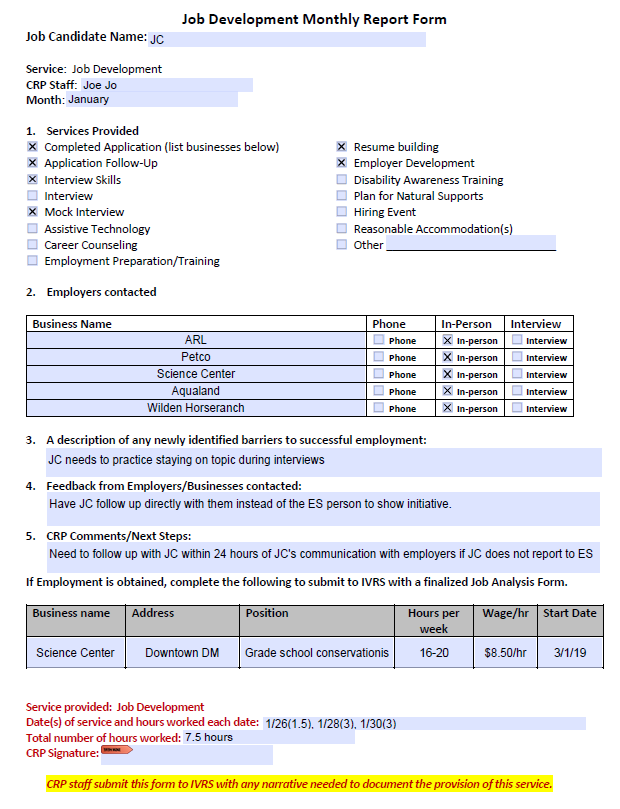 Job Development Monthly Report Form
Job Candidate Name: JC
Service: Job Development
CRP Staff: Joe Jo
Month: January
1. Services Provided
Completed Application (list businesses below) Resume building
Application Follow-Up Employer Development
Interview Skills Disability Awareness Training
Interview Plan for Natural Supports
Mock Interview Hiring Event
Assistive Technology Reasonable Accommodation(s)
Career Counseling Other
Employment Preparation/Training
2. Employers contacted
Business Name Phone In-Person Interview
ARL Phone In-person Interview
Petco Phone In-person Interview
Science Center Phone In-person Interview
Aqualand Phone In-person Interview
Wilden Horseranch Phone In-person Interview
3. A description of any newly identified barriers to successful employment:
JC needs to practice staying on topic during interviews
4. Feedback from Employers/Businesses contacted:
Have JC follow up directly with them instead of the ES person to show initiative.
5. CRP Comments/Next Steps:
Need to follow up with JC within 24 hours of JC's communication with employers if JC does not report to ES
If Employment is obtained, complete the following to submit to IVRS with a finalized Job Analysis Form.
Business name Address Position Hours per week Wage/hr Start Date
Science Center Downtown DM Grade school conservationis 16-20 $8.50/hr 3/1/19
Service provided: Job Development
Date(s) of service and hours worked each date: 1/26(1.5), 1/28(3), 1/30(3)
Total number of hours worked: 7.5 hours
CRP Signature:
CRP staff submit this form to IVRS with any narrative needed to document the provision of this service.